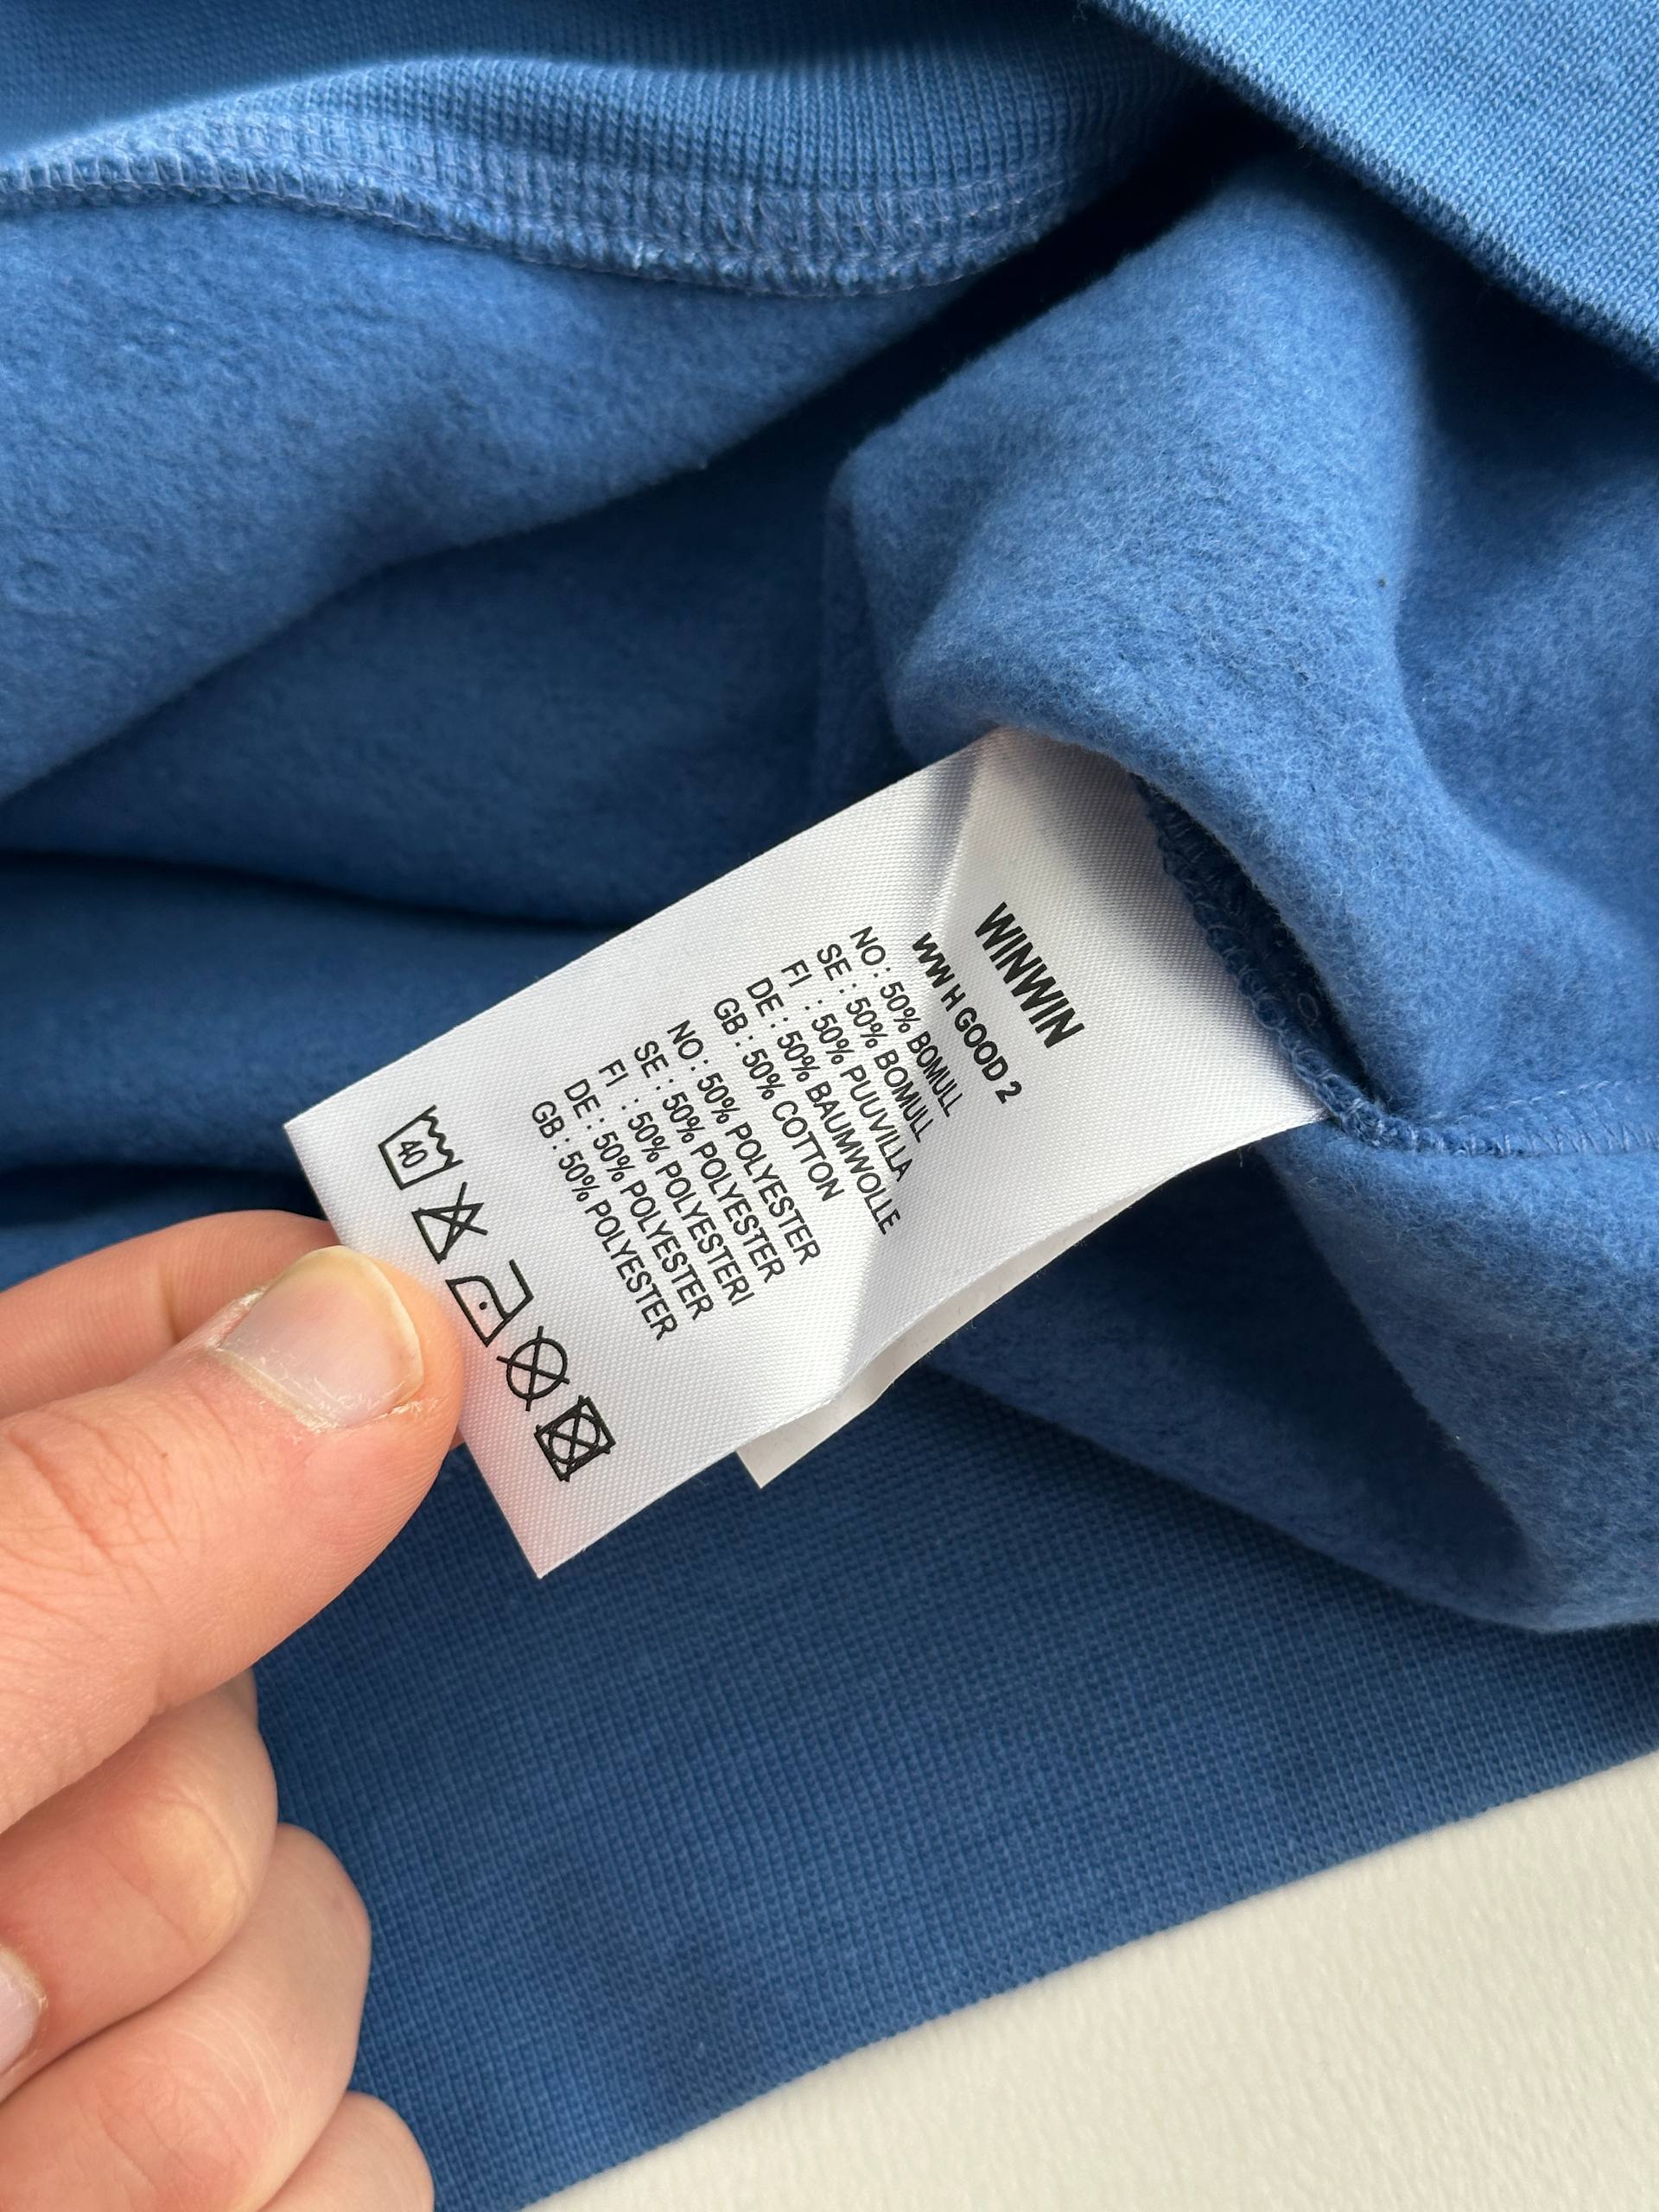 WINWIN
WW H GOOD 2
NO : 50% BOMULL
SE : 50% BOMULL
FI : 50% PUUVILLA
DE : 50% BAUMWOLLE
GB : 50% COTTON
NO : 50% POLYESTER
SE : 50% POLYESTER
FI : 50% POLYESTERI
DE : 50% POLYESTER
GB : 50% POLYESTER
40